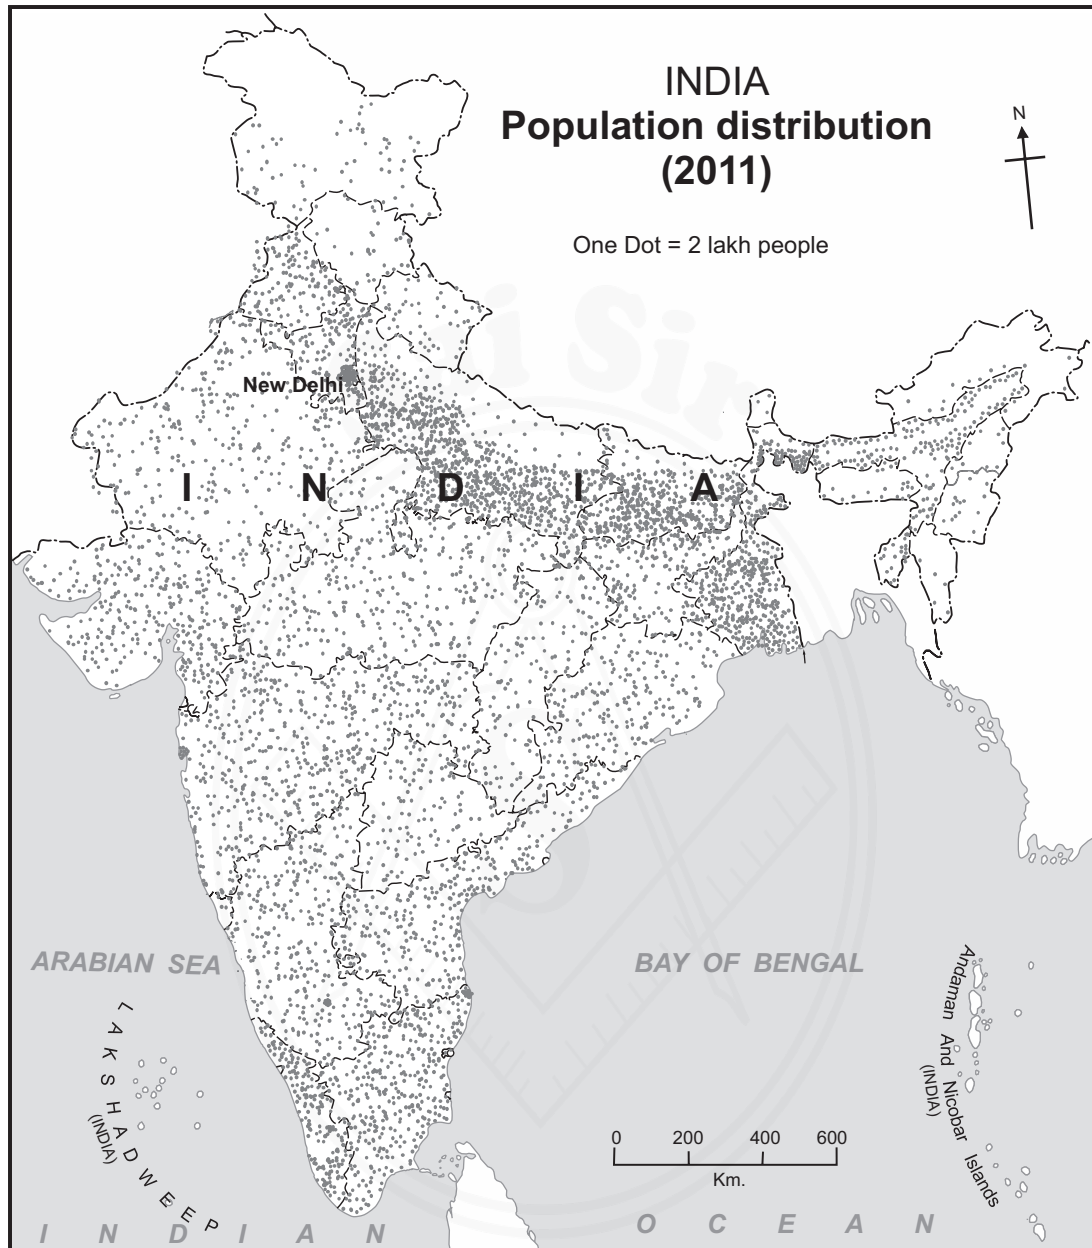 INDIA
Population distribution
(2011)
N
One Dot = 2 lakh people
New Delhi
I N D I A
ARABIAN SEA
BAY OF BENGAL
LAKSHADWEEP
(INDIA)
Andaman And Nicobar Islands
(INDIA)
0 200 400 600
Km.
I N D I A N O C E A N